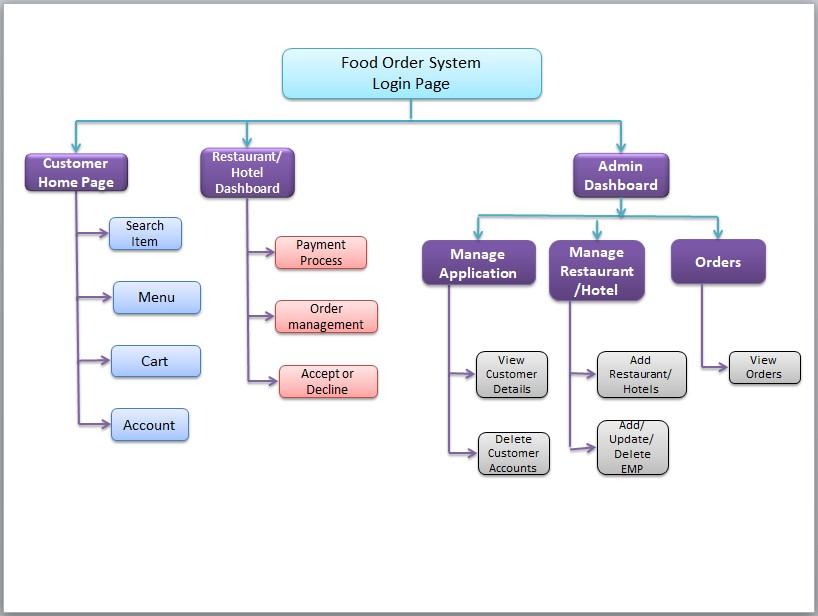 Food Order System
Login Page
Customer
Home Page
Restaurant/
Hotel
Dashboard
Admin
Dashboard
Search
Item
Menu
Cart
Account
Payment
Process
Order
management
Accept or
Decline
Manage
Application
Manage
Restaurant
/Hotel
Orders
View
Customer
Details
Delete
Customer
Accounts
Add
Restaurant/
Hotels
Add/
Update/
Delete
EMP
View
Orders